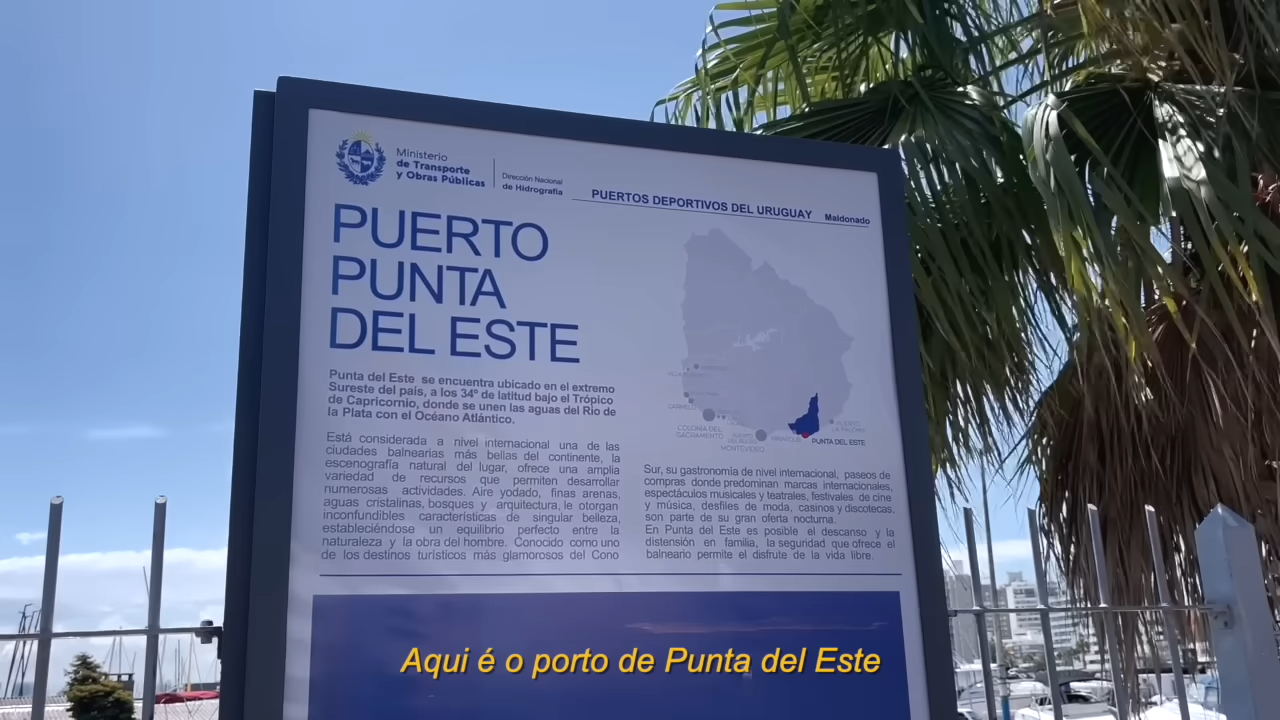 Ministerio
de Transporte
y Obras Públicas
Dirección Nacional
de Hidrografía
PUERTOS DEPORTIVOS DEL URUGUAY Maldonado
PUERTO
PUNTA
DEL ESTE
Punta del Este se encuentra ubicado en el extremo
Sureste del país, a los 34º de latitud bajo el Trópico
de Capricornio, donde se unen las aguas del Rio de
la Plata con el Océano Atlántico.
Está considerada a nivel internacional una de las
ciudades balnearias más bellas del continente, la
escenografía natural del lugar, ofrece una amplia
variedad de recursos que permiten desarrollar
numerosas actividades. Aire yodado, finas arenas,
aguas cristalinas, bosques y arquitectura, le otorgan
inconfundibles características de singular belleza,
estableciéndose un equilibrio perfecto entre la
naturaleza y la obra del hombre. Conocido como uno
de los destinos turísticos más glamorosos del Cono
CARMELO
COLONIA DEL
SACRAMENTO
MONTEVIDEO
PIRIÁPOLIS
PUNTA DEL ESTE
LA PALOMA
Sur, su gastronomía de nivel internacional, paseos de
compras donde predominan marcas internacionales,
espectáculos musicales y teatrales, festivales de cine
y música, desfiles de moda, casinos y discotecas,
son parte de su gran oferta nocturna.
En Punta del Este es posible el descanso y la
distensión en familia, la seguridad que ofrece el
balneario permite el disfrute de la vida libre.
Aqui é o porto de Punta del Este